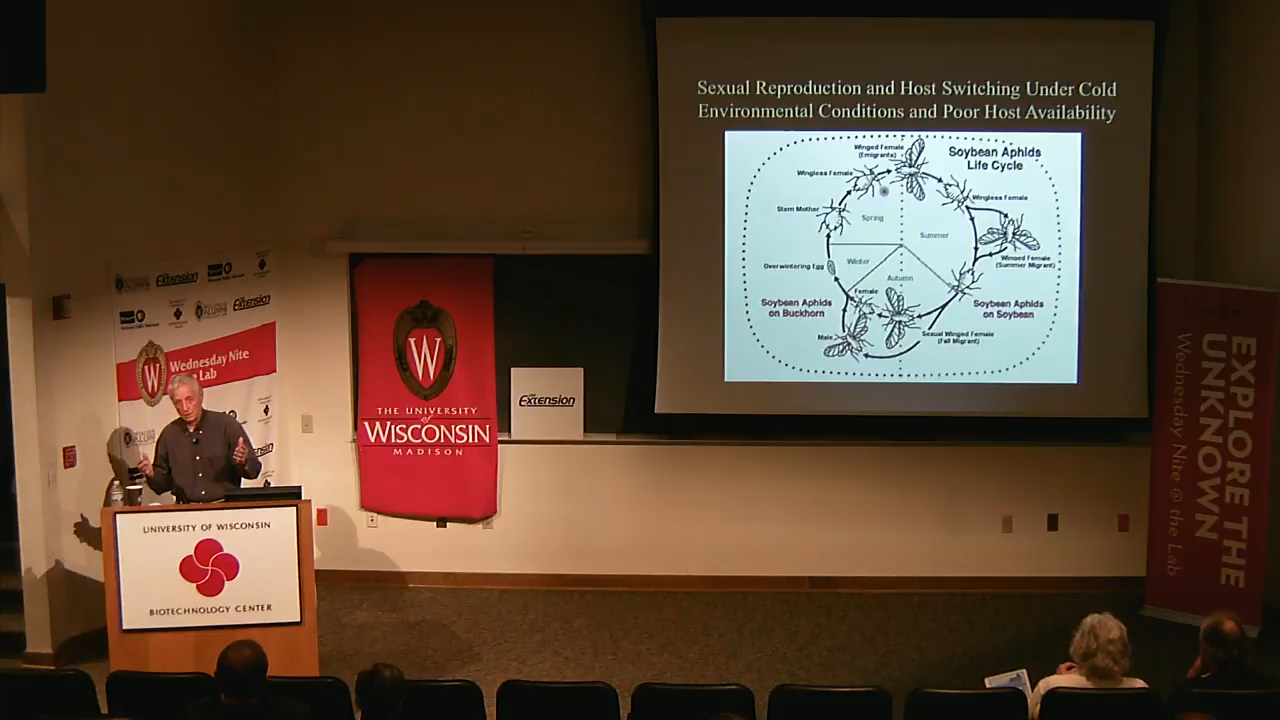 Sexual Reproduction and Host Switching Under Cold
Environmental Conditions and Poor Host Availability
Soybean Aphids
Life Cycle
Winged Female
(Emigrants)
Wingless Female
Wingless Female
Stem Mother
Spring
Summer
Winged Female
(Summer Migrant)
Winter
Overwintering Egg
Autumn
Female
Soybean Aphids
on Buckhorn
Soybean Aphids
on Soybean
Male
Sexual Winged Female
(Fall Migrant)
Extension
Extension
Wednesday Nite
Lab
W
W
THE UNIVERSITY
of
WISCONSIN
MADISON
Extension
UNIVERSITY OF WISCONSIN
BIOTECHNOLOGY CENTER
EXPLORE THE
UNKNOWN
Wednesday Nite @ the Lab